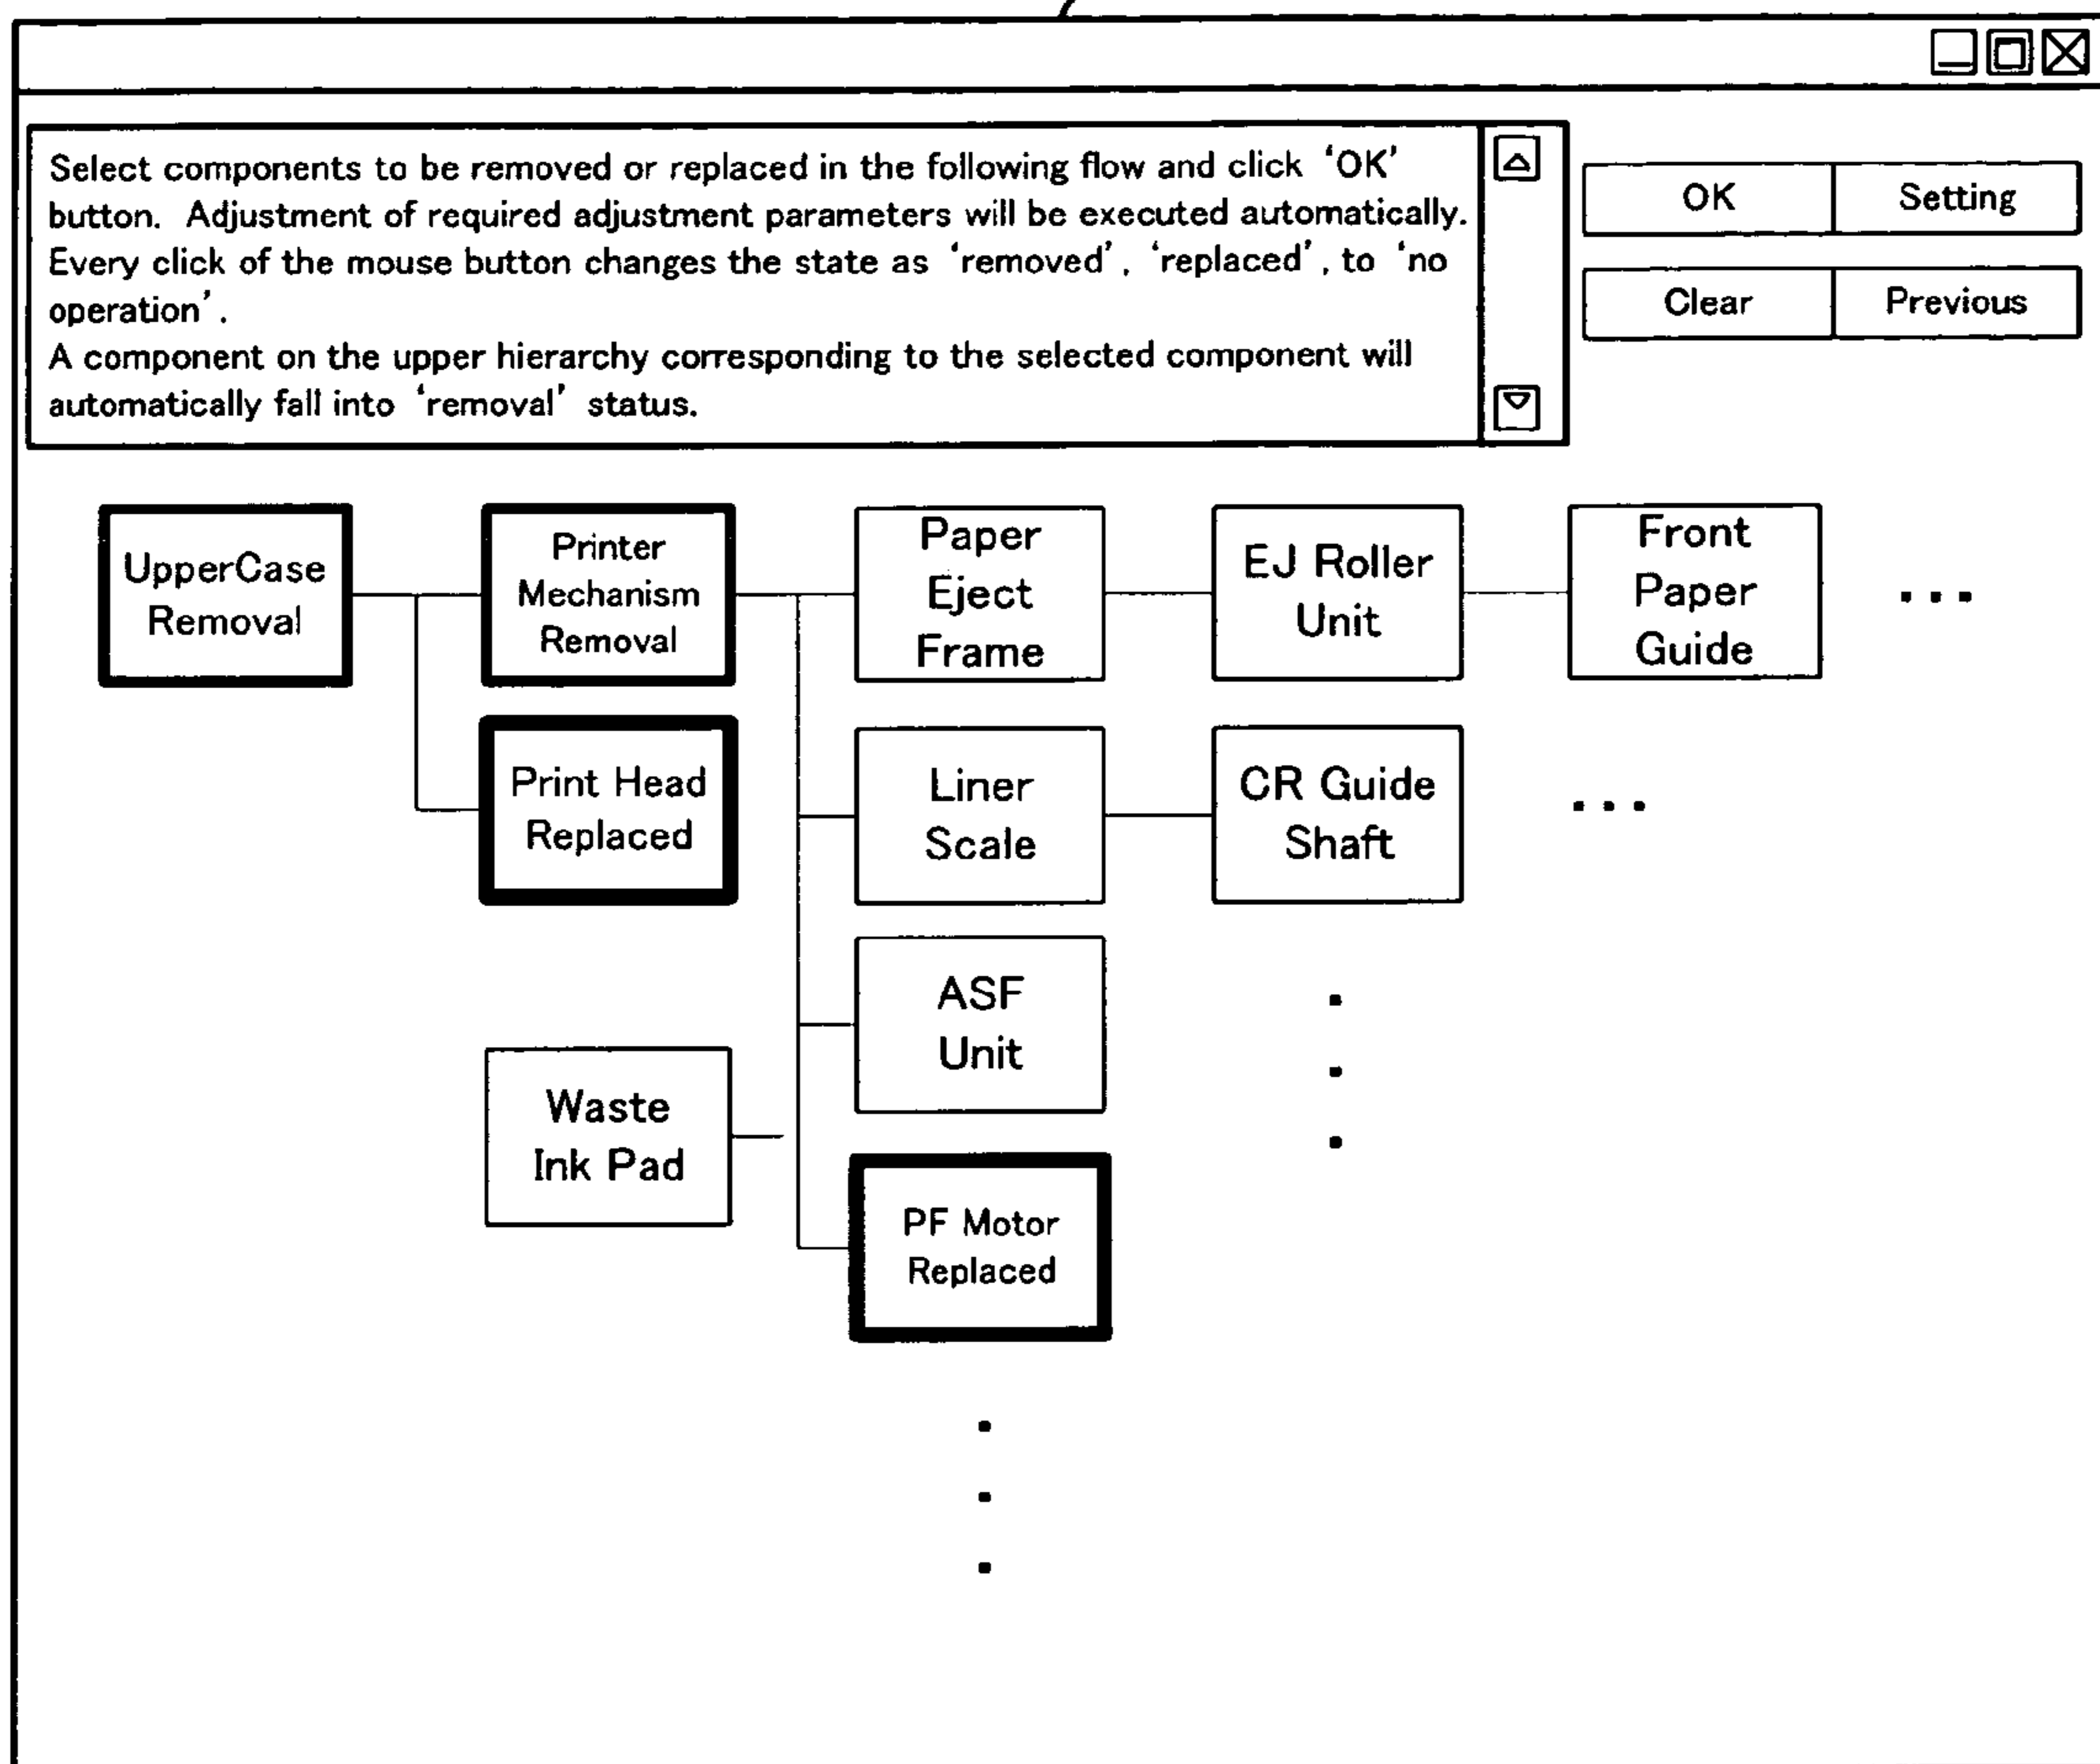 Select components to be removed or replaced in the following flow and click ‘OK’
button. Adjustment of required adjustment parameters will be executed automatically.
Every click of the mouse button changes the state as ‘removed’, ‘replaced’, to ‘no
operation’.
A component on the upper hierarchy corresponding to the selected component will
automatically fall into ‘removal’ status.
OK
Setting
Clear
Previous
UpperCase
Removal
Printer
Mechanism
Removal
Paper
Eject
Frame
EJ Roller
Unit
Front
Paper
Guide
...
Print Head
Replaced
Liner
Scale
CR Guide
Shaft
...
ASF
Unit
Waste
Ink Pad
PF Motor
Replaced